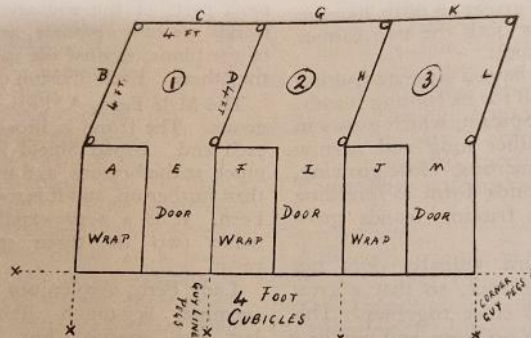 C G K
4 FT
B 4 FT ① D 4 FT ② H ③ L
A E F I J M
DOOR DOOR DOOR
WRAP WRAP WRAP
4 FOOT
CUBICLES
GUY LINE
PEGS
CORNER
GUY PEGS